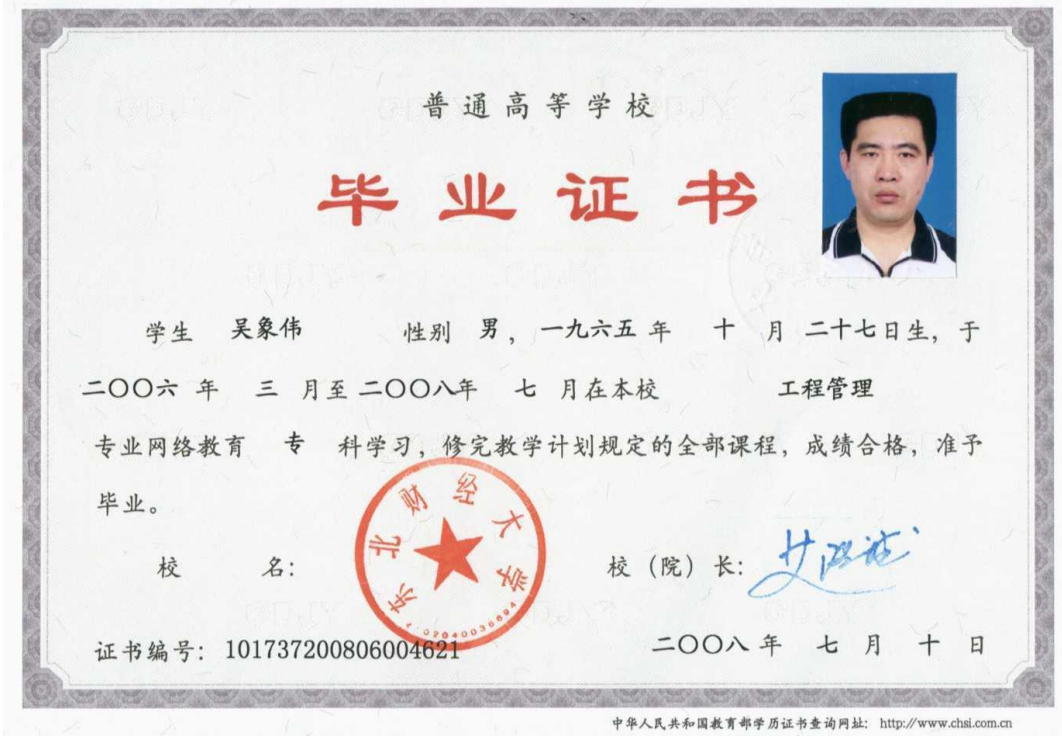 普通高等学校
毕业证书
学生 吴象伟 性别 男，一九六五 年 十 月 二十七日生，于
二〇〇六 年 三 月至 二〇〇八年 七 月在本校 工程管理
专业网络教育 专 科学习，修完教学计划规定的全部课程，成绩合格，准予
毕业。
东北财经大学
校 名： 校（院）长：
证书编号：101737200806004621 二〇〇八 年 七 月 十 日
中华人民共和国教育部学历证书查询网址： http://www.chsi.com.cn